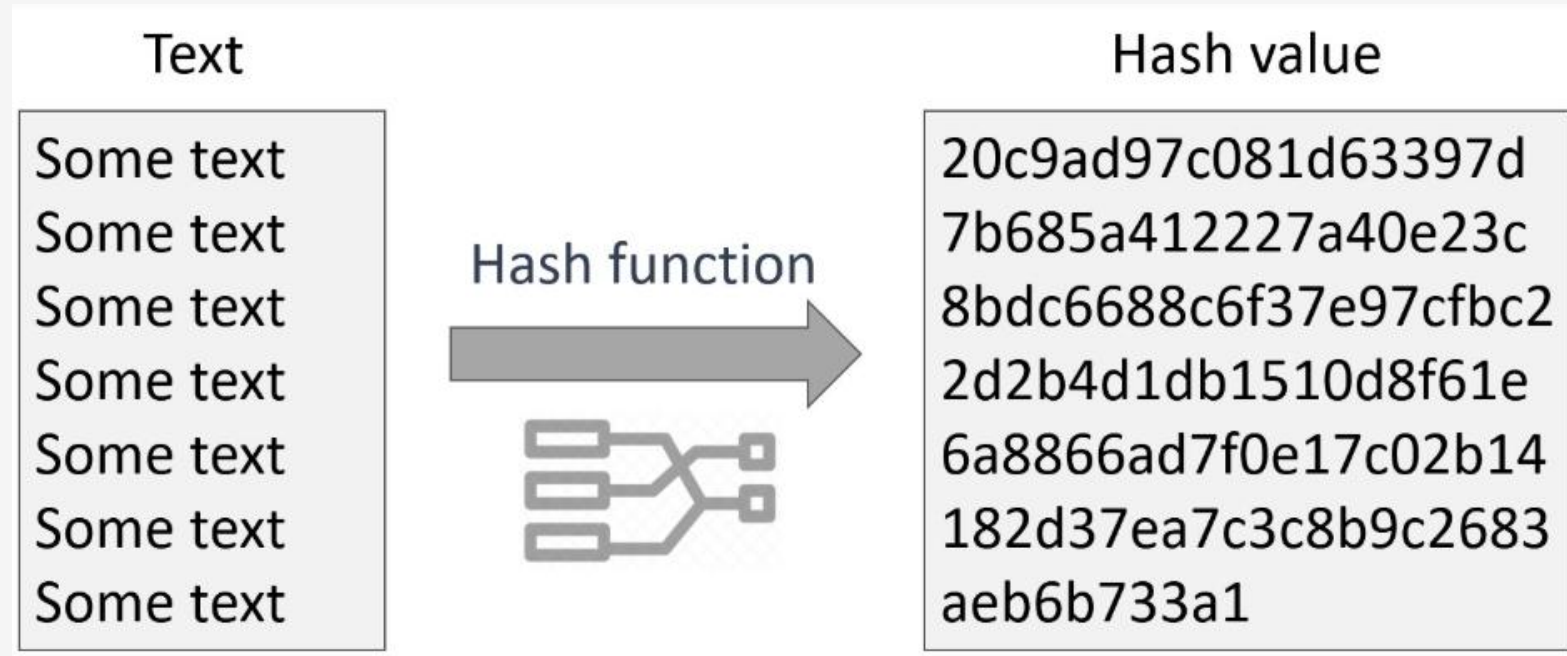 Text
Some text
Some text
Some text
Some text
Some text
Some text
Some text
Hash function
Hash value
20c9ad97c081d63397d
7b685a412227a40e23c
8bdc6688c6f37e97cfbc2
2d2b4d1db1510d8f61e
6a8866ad7f0e17c02b14
182d37ea7c3c8b9c2683
aeb6b733a1